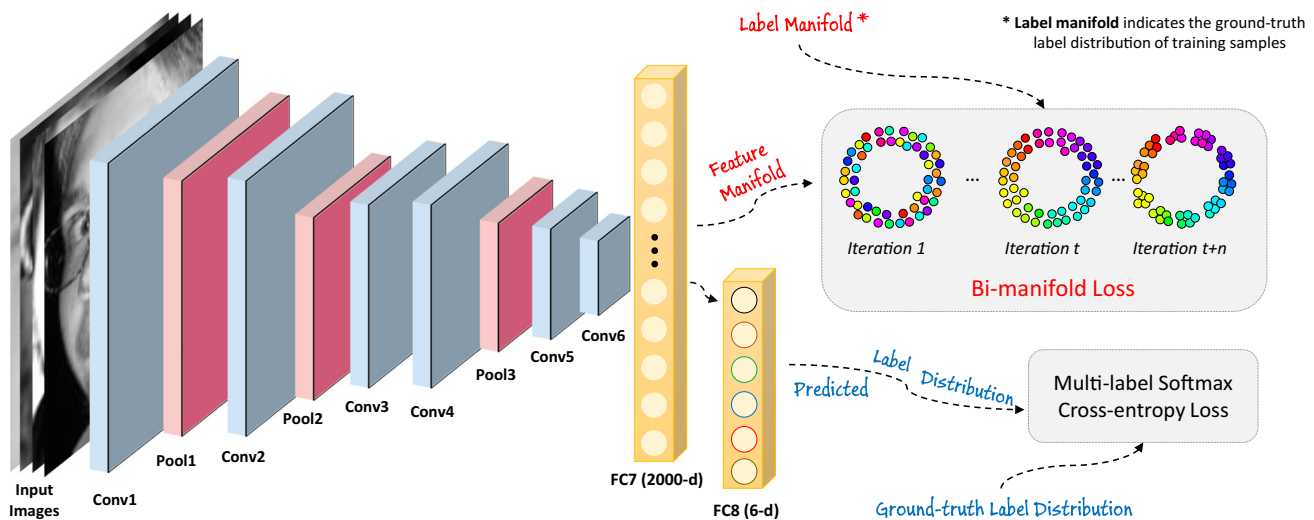 Label Manifold *
* Label manifold indicates the ground-truth
label distribution of training samples
Feature
Manifold
...
...
Iteration 1
Iteration t
Iteration t+n
Bi-manifold Loss
Input
Images
Conv1
Pool1
Conv2
Pool2
Conv3
Conv4
Pool3
Conv5
Conv6
FC7 (2000-d)
FC8 (6-d)
Predicted
Label Distribution
Multi-label Softmax
Cross-entropy Loss
Ground-truth Label Distribution